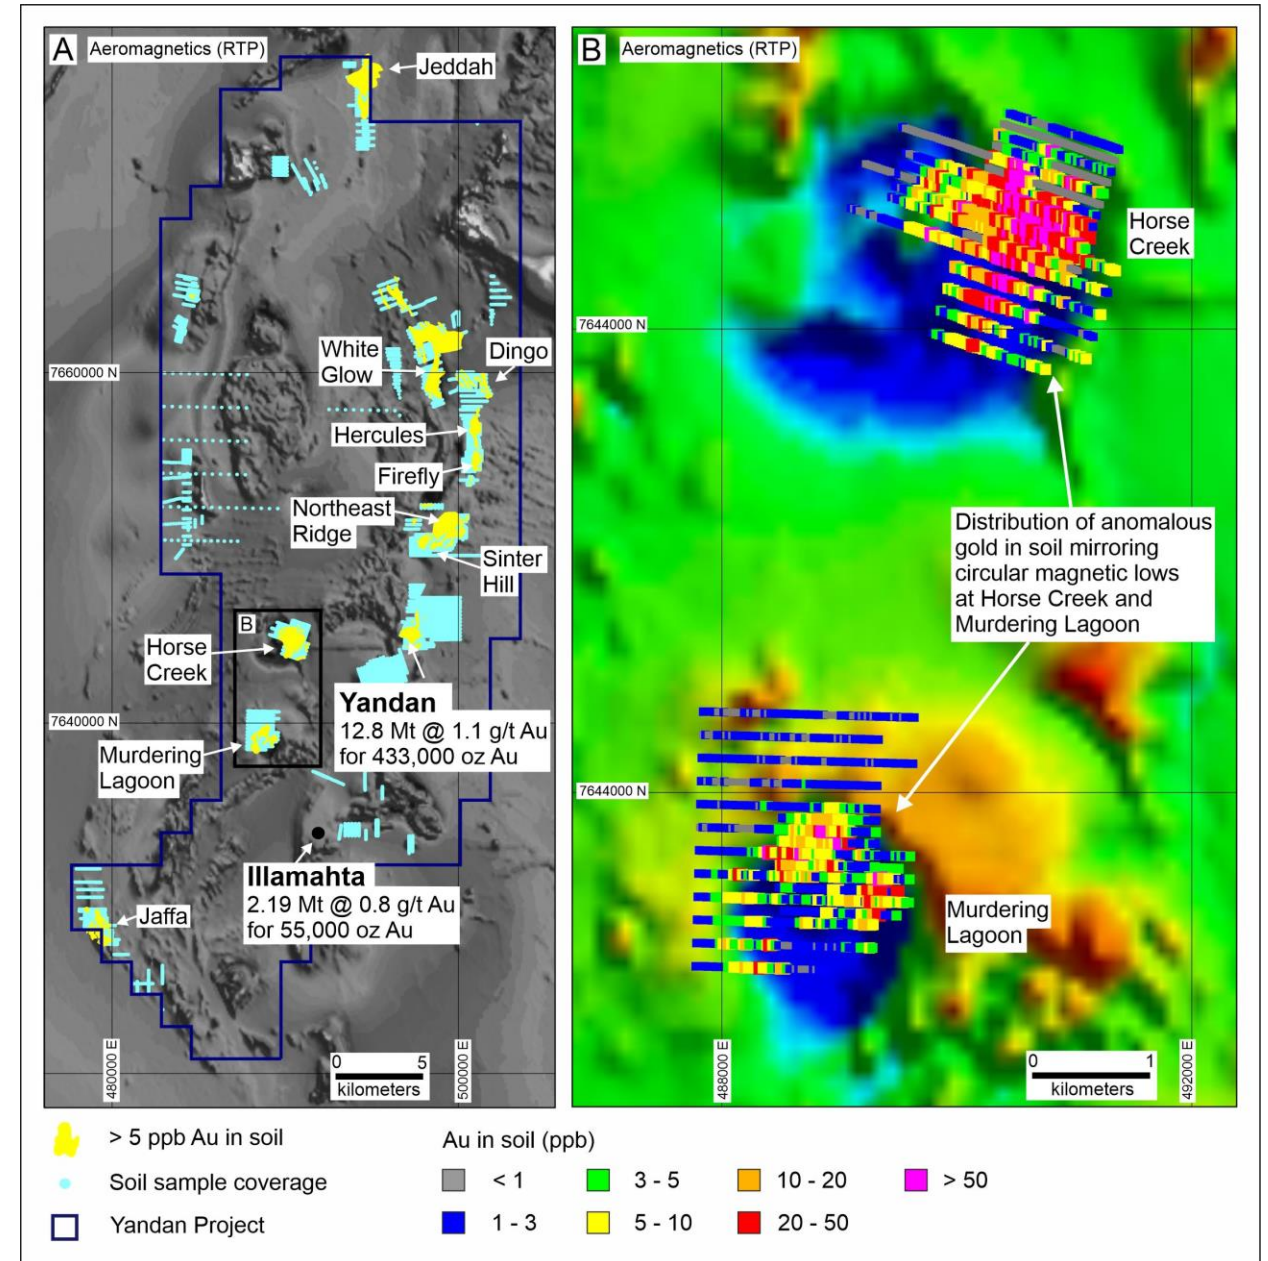 A
Aeromagnetics (RTP)
Jeddah
White
Glow
Dingo
7660000 N
Hercules
Firefly
Northeast
Ridge
Sinter
Hill
B
Horse
Creek
Yandan
12.8 Mt @ 1.1 g/t Au
for 433,000 oz Au
7640000 N
Murdering
Lagoon
Illamahta
2.19 Mt @ 0.8 g/t Au
for 55,000 oz Au
Jaffa
480000 E
0 5
kilometers
500000 E
B
Aeromagnetics (RTP)
Horse
Creek
7644000 N
Distribution of anomalous
gold in soil mirroring
circular magnetic lows
at Horse Creek and
Murdering Lagoon
7644000 N
Murdering
Lagoon
488000 E
0 1
kilometers
492000 E
> 5 ppb Au in soil
Soil sample coverage
Yandan Project
Au in soil (ppb)
< 1
3 - 5
10 - 20
> 50
1 - 3
5 - 10
20 - 50